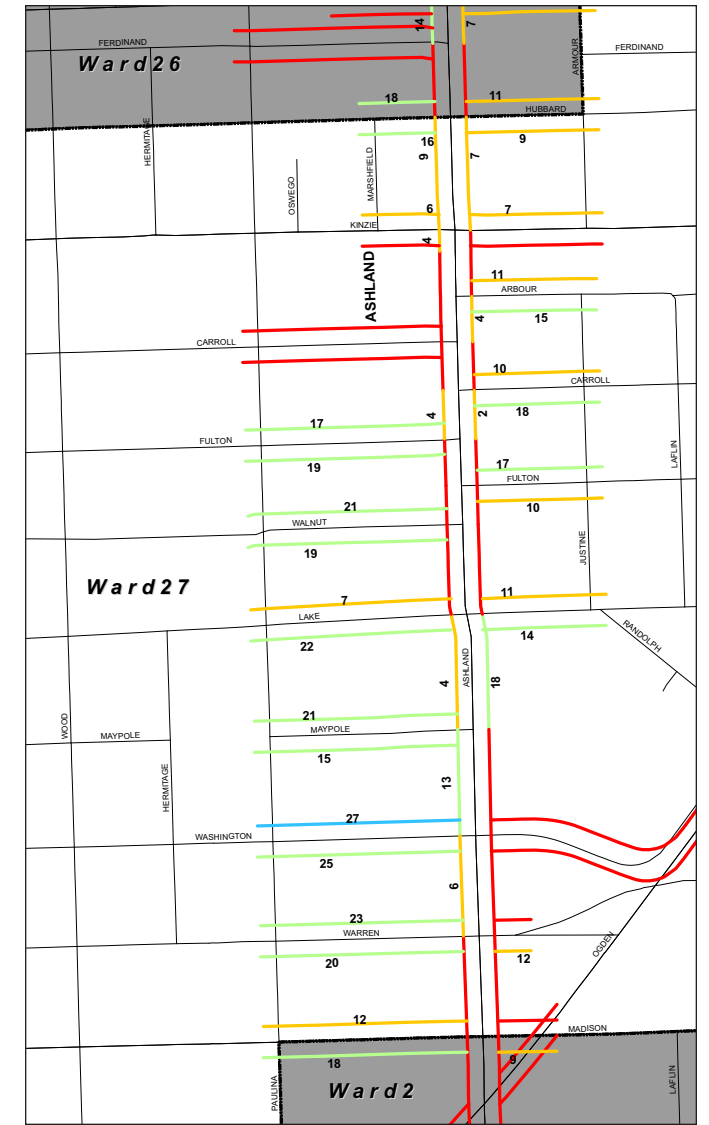 14
7
FERDINAND
ARMOUR
FERDINAND
Ward26
18
11
HUBBARD
HERMITAGE
16
9
9
7
MARSHFIELD
OSWEGO
6
7
KINZIE
4
ASHLAND
11
ARBOUR
4
15
CARROLL
10
CARROLL
17
4
2
18
FULTON
LAFLIN
19
17
FULTON
21
10
WALNUT
19
JUSTINE
Ward27
7
11
LAKE
22
14
RANDOLPH
4
ASHLAND
18
21
WOOD
MAYPOLE
MAYPOLE
15
HERMITAGE
13
27
WASHINGTON
25
6
23
WARREN
OGDEN
20
12
12
MADISON
18
9
PAULINA
Ward2
LAFLIN